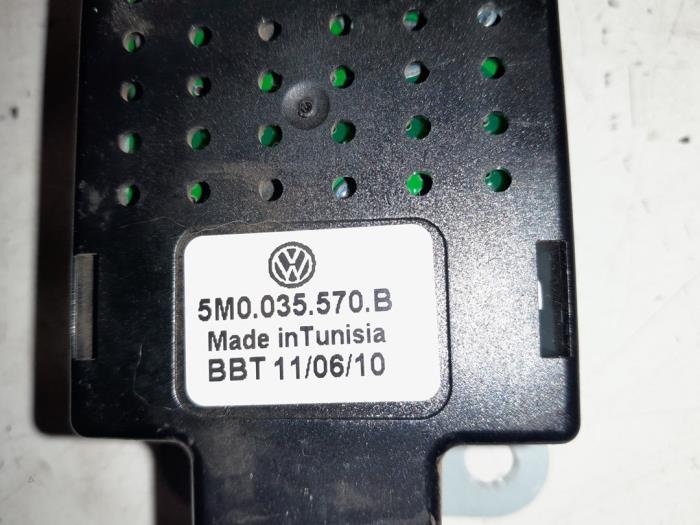 5M0.035.570.B
Made inTunisia
BBT 11/06/10